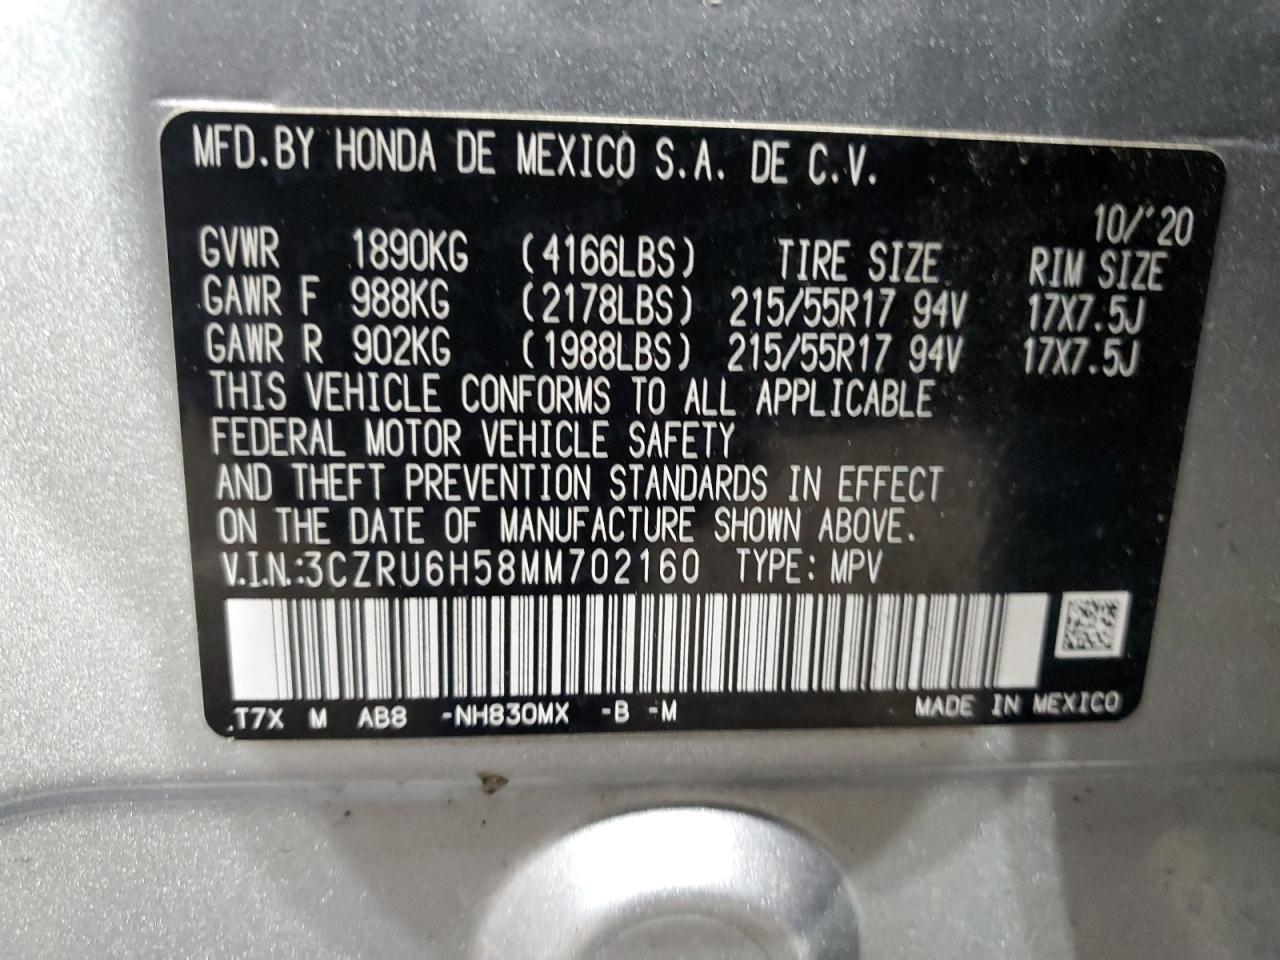 MFD.BY HONDA DE MEXICO S.A. DE C.V.
10/'20
GVWR 1890KG (4166LBS) TIRE SIZE RIM SIZE
GAWR F 988KG (2178LBS) 215/55R17 94V 17X7.5J
GAWR R 902KG (1988LBS) 215/55R17 94V 17X7.5J
THIS VEHICLE CONFORMS TO ALL APPLICABLE
FEDERAL MOTOR VEHICLE SAFETY
AND THEFT PREVENTION STANDARDS IN EFFECT
ON THE DATE OF MANUFACTURE SHOWN ABOVE.
V.I.N.:3CZRU6H58MM702160 TYPE: MPV
T7X M AB8 -NH830MX -B -M MADE IN MEXICO